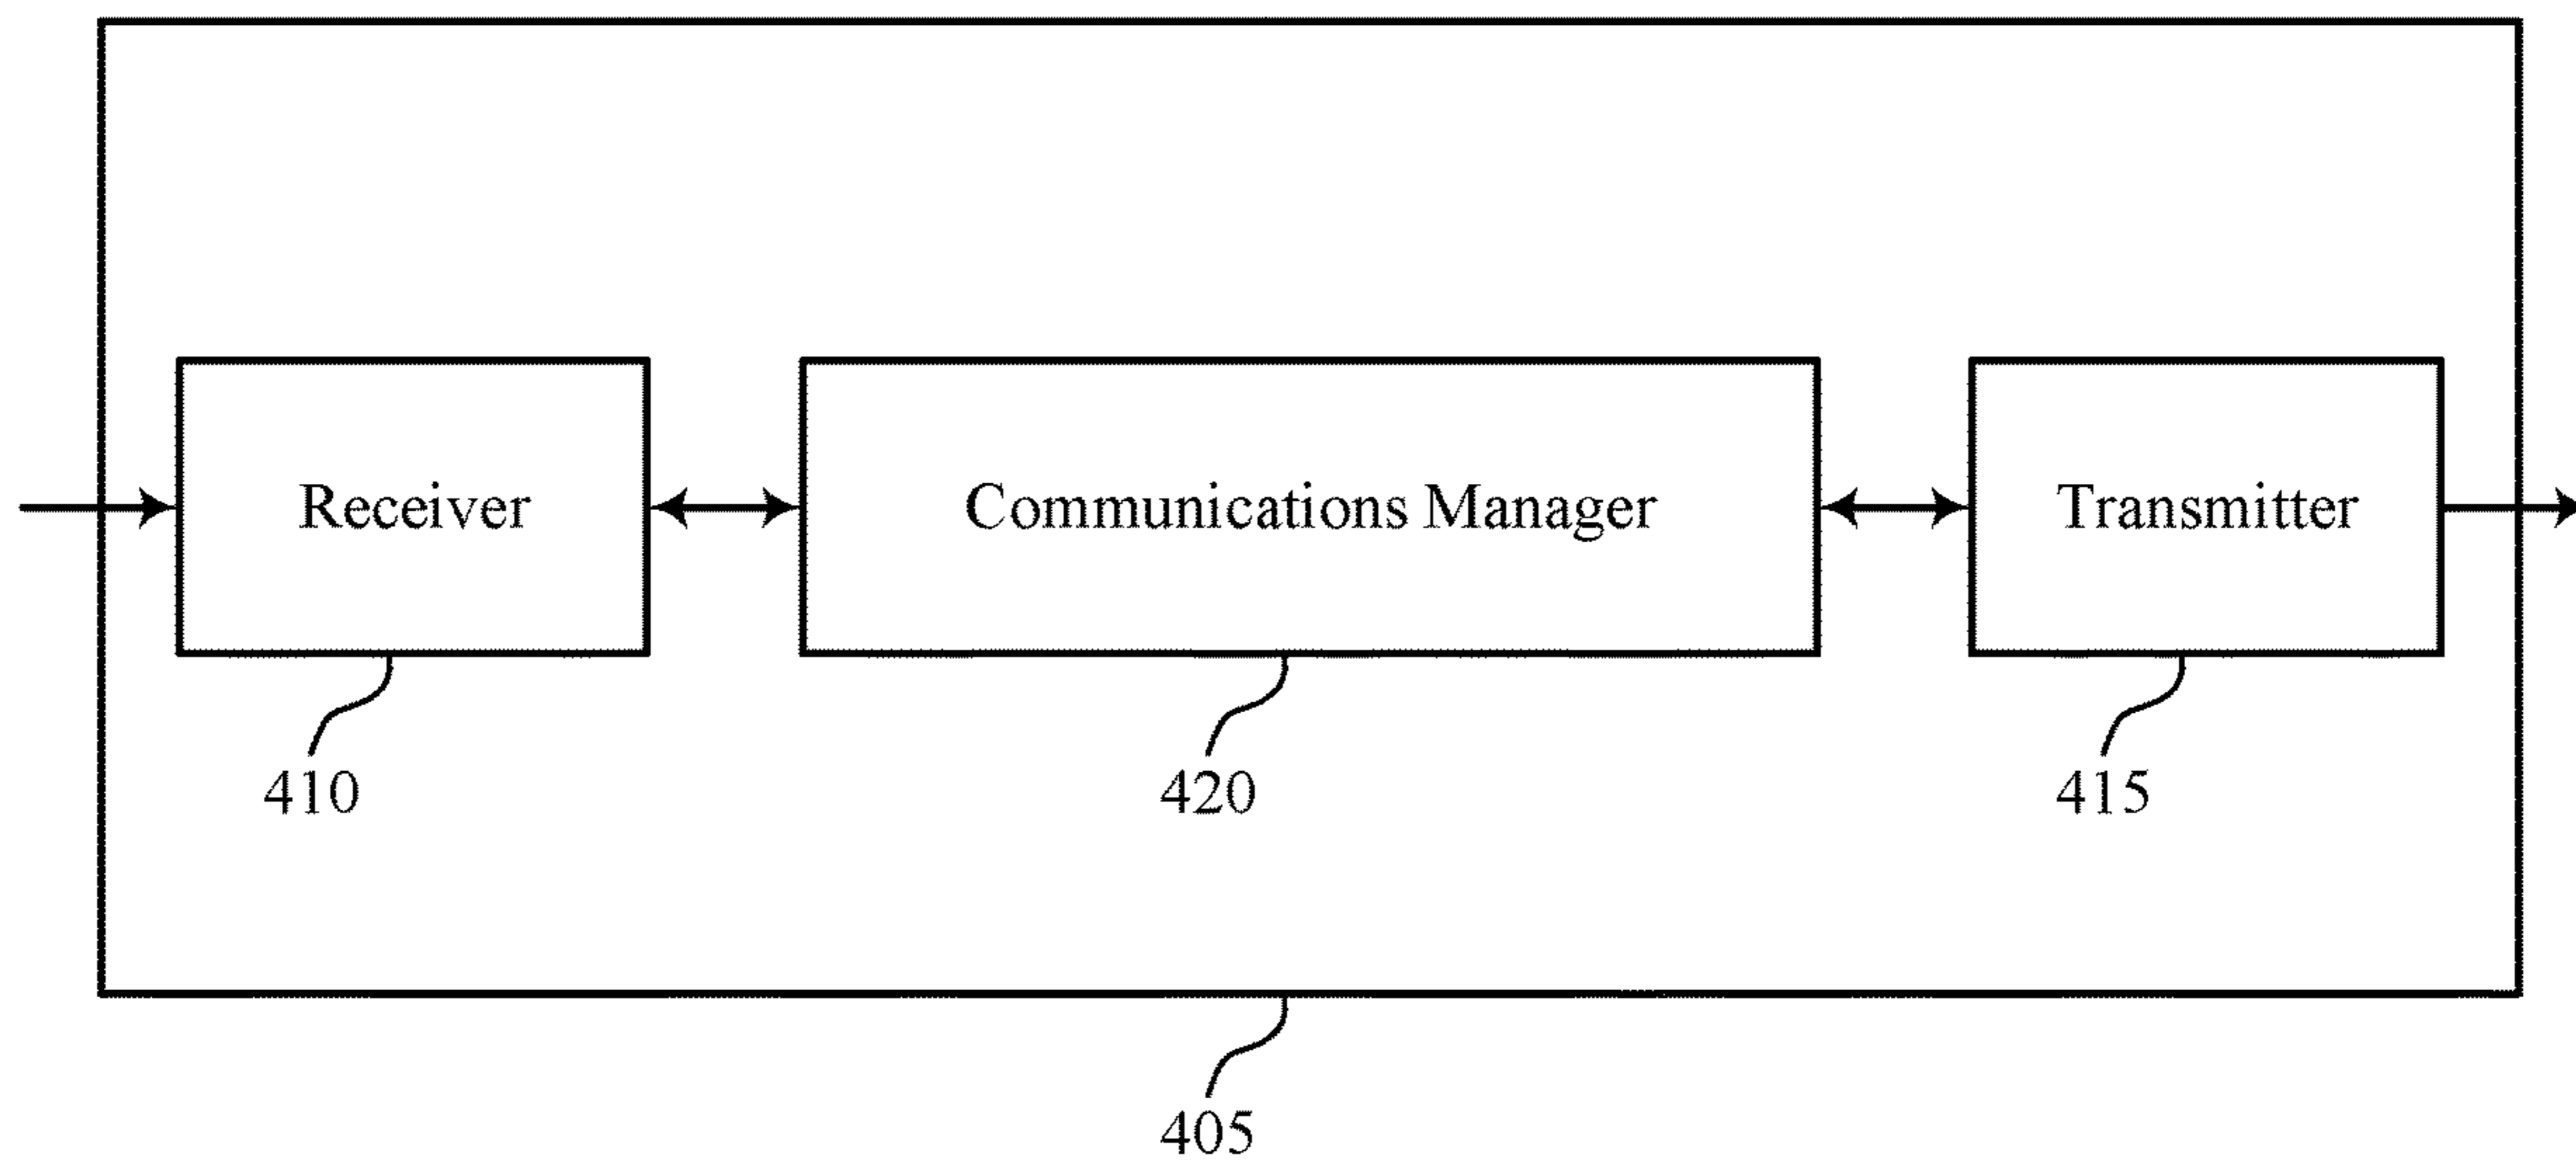 Receiver
Communications Manager
Transmitter
410
420
415
405